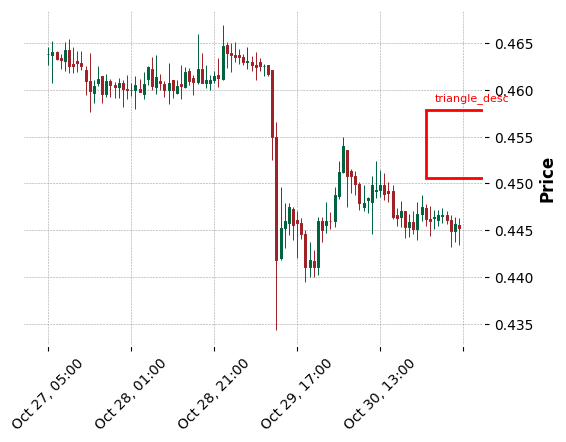 0.465
triangle_desc
0.460
0.455
0.450
0.445
0.440
0.435
Price
Oct 27, 05:00
Oct 28, 01:00
Oct 28, 21:00
Oct 29, 17:00
Oct 30, 13:00